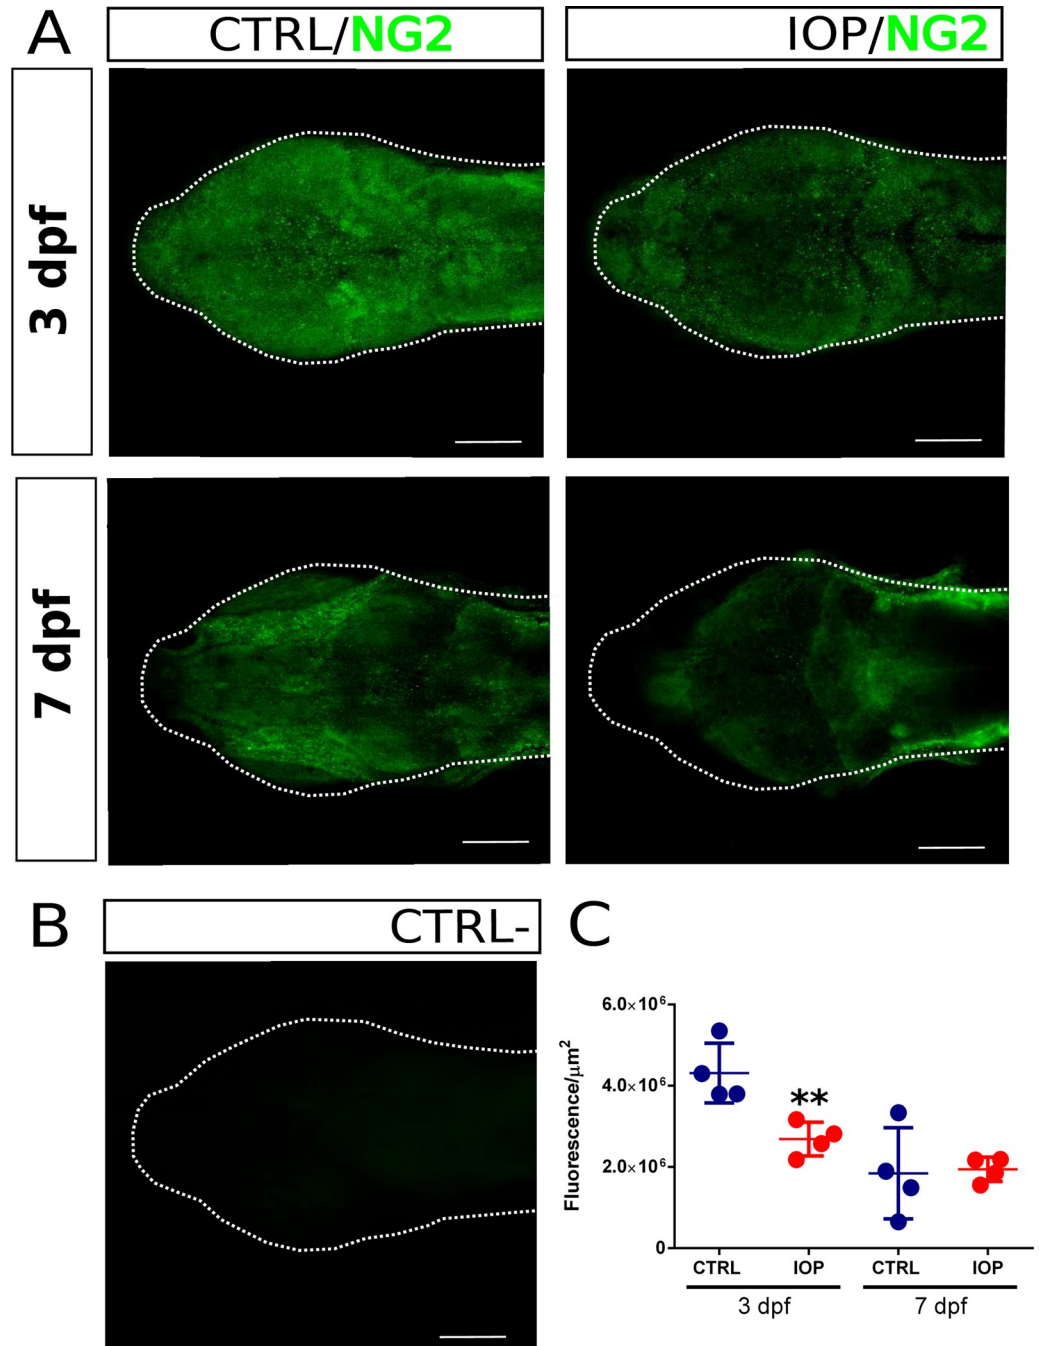 A
CTRL/NG2
IOP/NG2
3 dpf
7 dpf
B
CTRL-
C
Fluorescence/μm²
6.0×10⁶
4.0×10⁶
2.0×10⁶
0
**
CTRL
IOP
CTRL
IOP
3 dpf
7 dpf